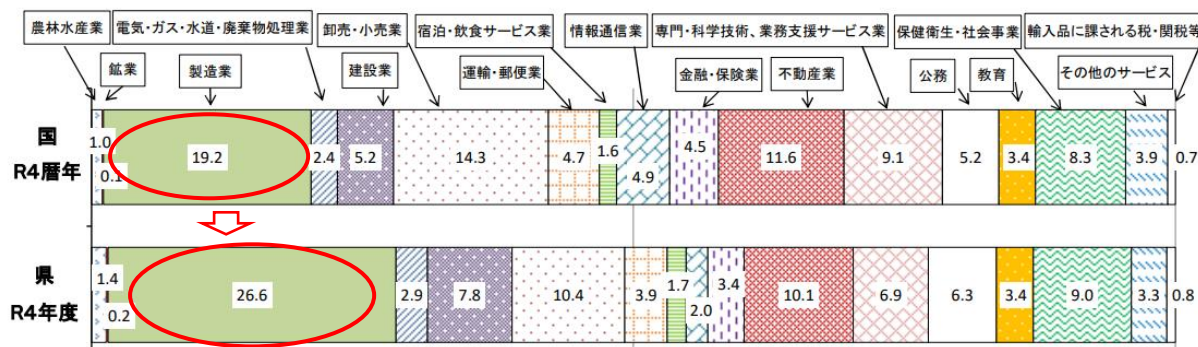 農林水産業 電気・ガス・水道・廃棄物処理業 卸売・小売業 宿泊・飲食サービス業 情報通信業 専門・科学技術、業務支援サービス業 保健衛生・社会事業 輸入品に課される税・関税等
鉱業 製造業 建設業 運輸・郵便業 金融・保険業 不動産業 公務 教育 その他のサービス
国
R4暦年
1.0 0.1 19.2 2.4 5.2 14.3 4.7 1.6 4.9 4.5 11.6 9.1 5.2 3.4 8.3 3.9 0.7
県
R4年度
1.4 0.2 26.6 2.9 7.8 10.4 3.9 1.7 2.0 3.4 10.1 6.9 6.3 3.4 9.0 3.3 0.8